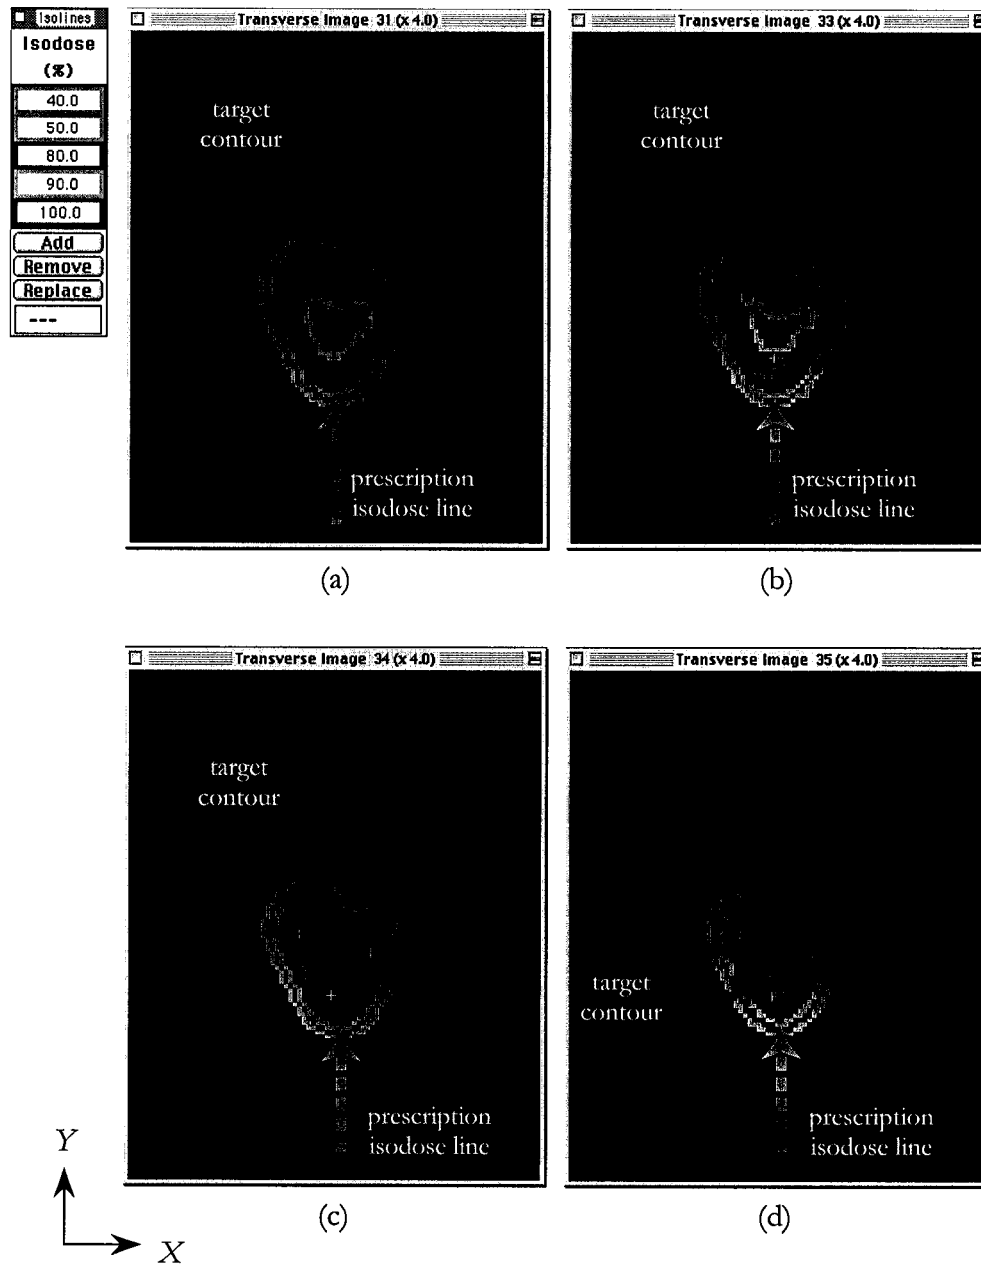 Isolines
Isodose
(%)
40.0
50.0
80.0
90.0
100.0
Add
Remove
Replace
---
Transverse Image 31 (x 4.0)
target
contour
prescription
isodose line
(a)
Transverse Image 33 (x 4.0)
target
contour
prescription
isodose line
(b)
Transverse Image 34 (x 4.0)
target
contour
prescription
isodose line
(c)
Transverse Image 35 (x 4.0)
target
contour
prescription
isodose line
(d)
Y
X